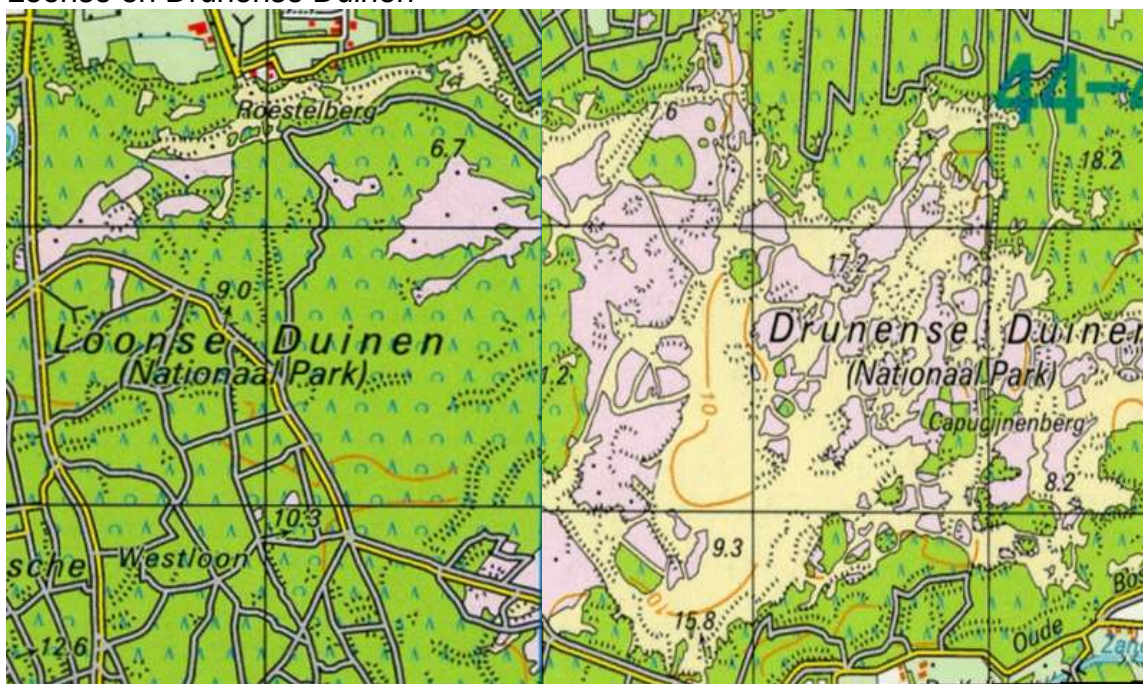 Loonse en Drunense Duinen
44-
Roestelberg
7.6
6.7
18.2
17.2
9.0
Loonse Duinen
(Nationaal Park)
Drunense Duinen
(Nationaal Park)
1.2
10
Capucijnenberg
8.2
10.3
Westloon
sche
9.3
10
15.8
Oude
12.6